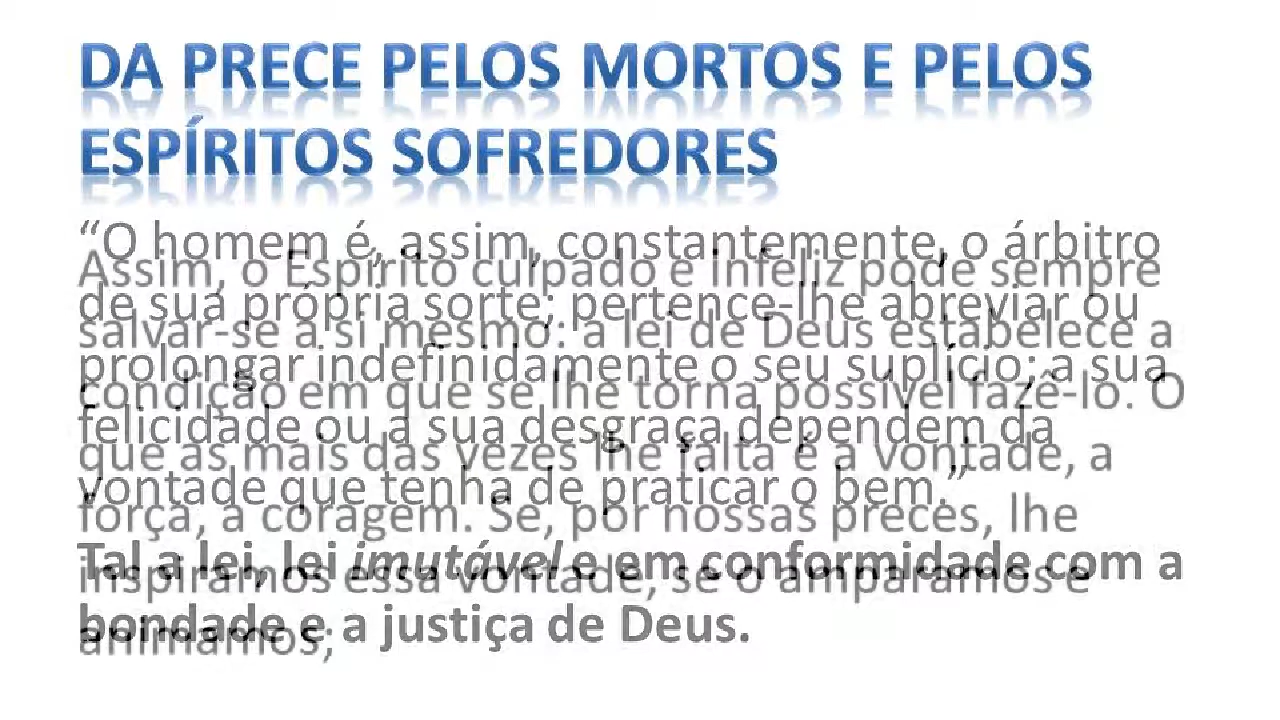 DA PRECE PELOS MORTOS E PELOS
ESPÍRITOS SOFREDORES
“O homem é, assim, constantemente, o árbitro
de sua própria sorte; pertence-lhe abreviar ou
prolongar indefinidamente o seu suplício; a sua
felicidade ou a sua desgraça dependem da
vontade que tenha de praticar o bem.”
Tal a lei, lei imutável e em conformidade com a
bondade e a justiça de Deus.
Assim, o Espírito culpado e infeliz pode sempre
salvar-se a si mesmo: a lei de Deus estabelece a
condição em que se lhe torna possível fazê-lo. O
que as mais das vezes lhe falta é a vontade, a
força, a coragem. Se, por nossas preces, lhe
inspiramos essa vontade, se o amparamos e
animamos;